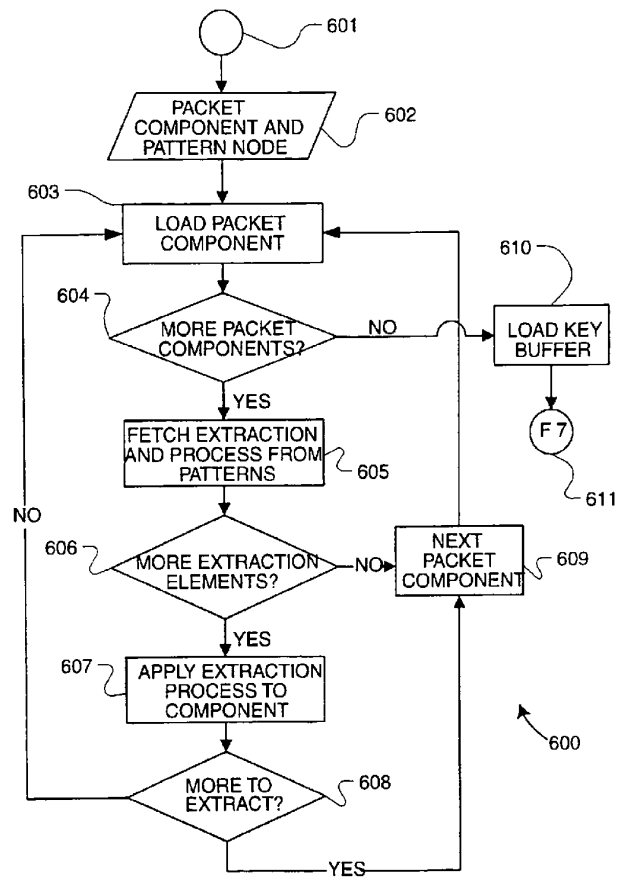 601
PACKET
COMPONENT AND
PATTERN NODE
602
603
LOAD PACKET
COMPONENT
610
604
MORE PACKET
COMPONENTS?
NO
LOAD KEY
BUFFER
YES
F 7
FETCH EXTRACTION
AND PROCESS FROM
PATTERNS
605
611
NO
606
MORE EXTRACTION
ELEMENTS?
NO
NEXT
PACKET
COMPONENT
609
YES
607
APPLY EXTRACTION
PROCESS TO
COMPONENT
600
MORE TO
EXTRACT?
608
YES